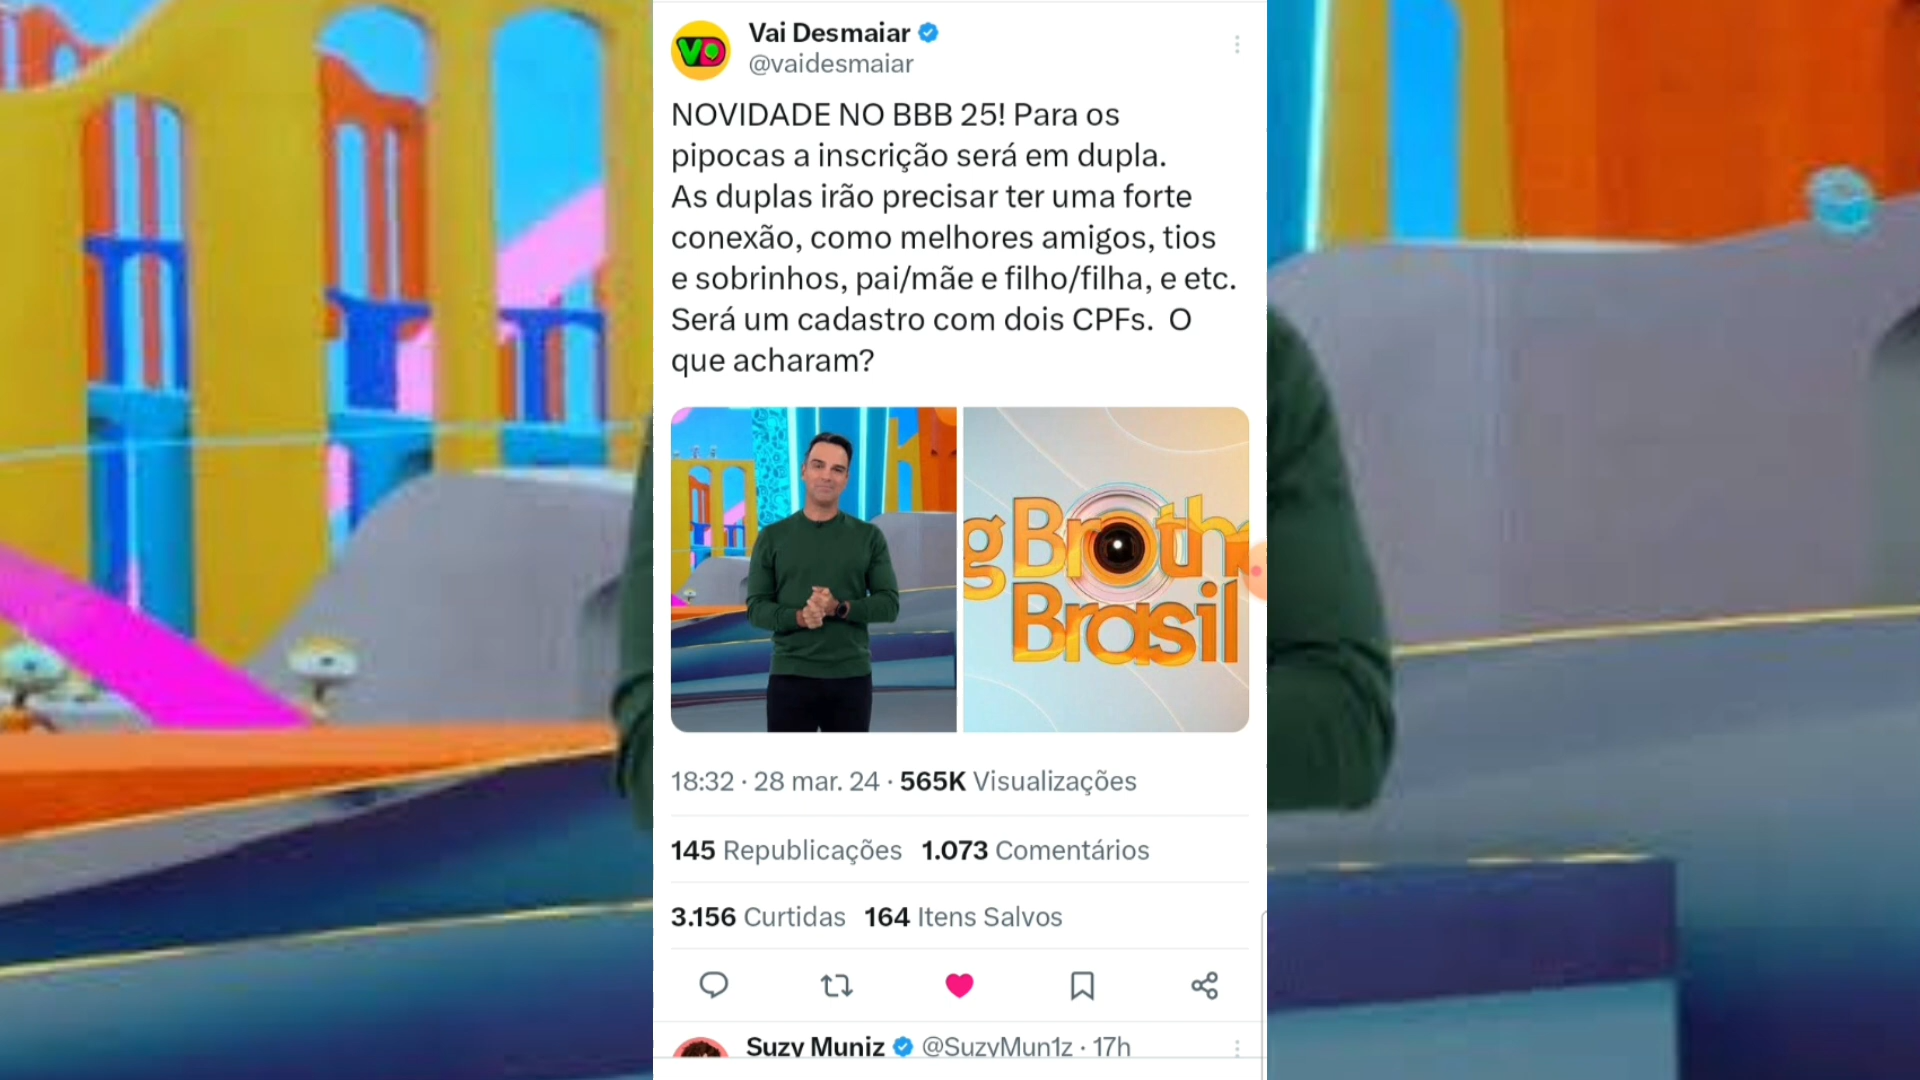 Vai Desmaiar
@vaidesmaiar
NOVIDADE NO BBB 25! Para os
pipocas a inscrição será em dupla.
As duplas irão precisar ter uma forte
conexão, como melhores amigos, tios
e sobrinhos, pai/mãe e filho/filha, e etc.
Será um cadastro com dois CPFs. O
que acharam?
g Brothe
Brasil
18:32 · 28 mar. 24 · 565K Visualizações
145 Republicações 1.073 Comentários
3.156 Curtidas 164 Itens Salvos
Suzy Muniz @SuzyMun1z · 17h